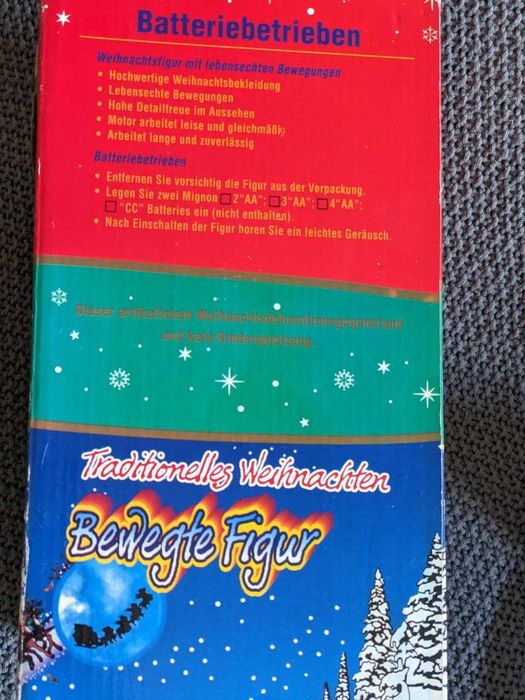 Batteriebetrieben
Weihnachtsfigur mit lebensechten Bewegungen
• Hochwertige Weihnachtsbekleidung
• Lebensechte Bewegungen
• Hohe Detailtreue im Aussehen
• Motor arbeitet leise und gleichmäßig
• Arbeitet lange und zuverlässig
Batteriebetrieben
• Entfernen Sie vorsichtig die Figur aus der Verpackung.
• Legen Sie zwei Mignon □ 2"AA"; □ 3"AA"; □ 4"AA";
□ "CC" Batteries ein (nicht enthalten).
• Nach Einschalten der Figur horen Sie ein leichtes Geräusch.
Dieser artikelistein Weihnachtsdekorationsgegenstand
und kein Kinderspielzeug.
Traditionelles Weihnachten
Bewegte Figur